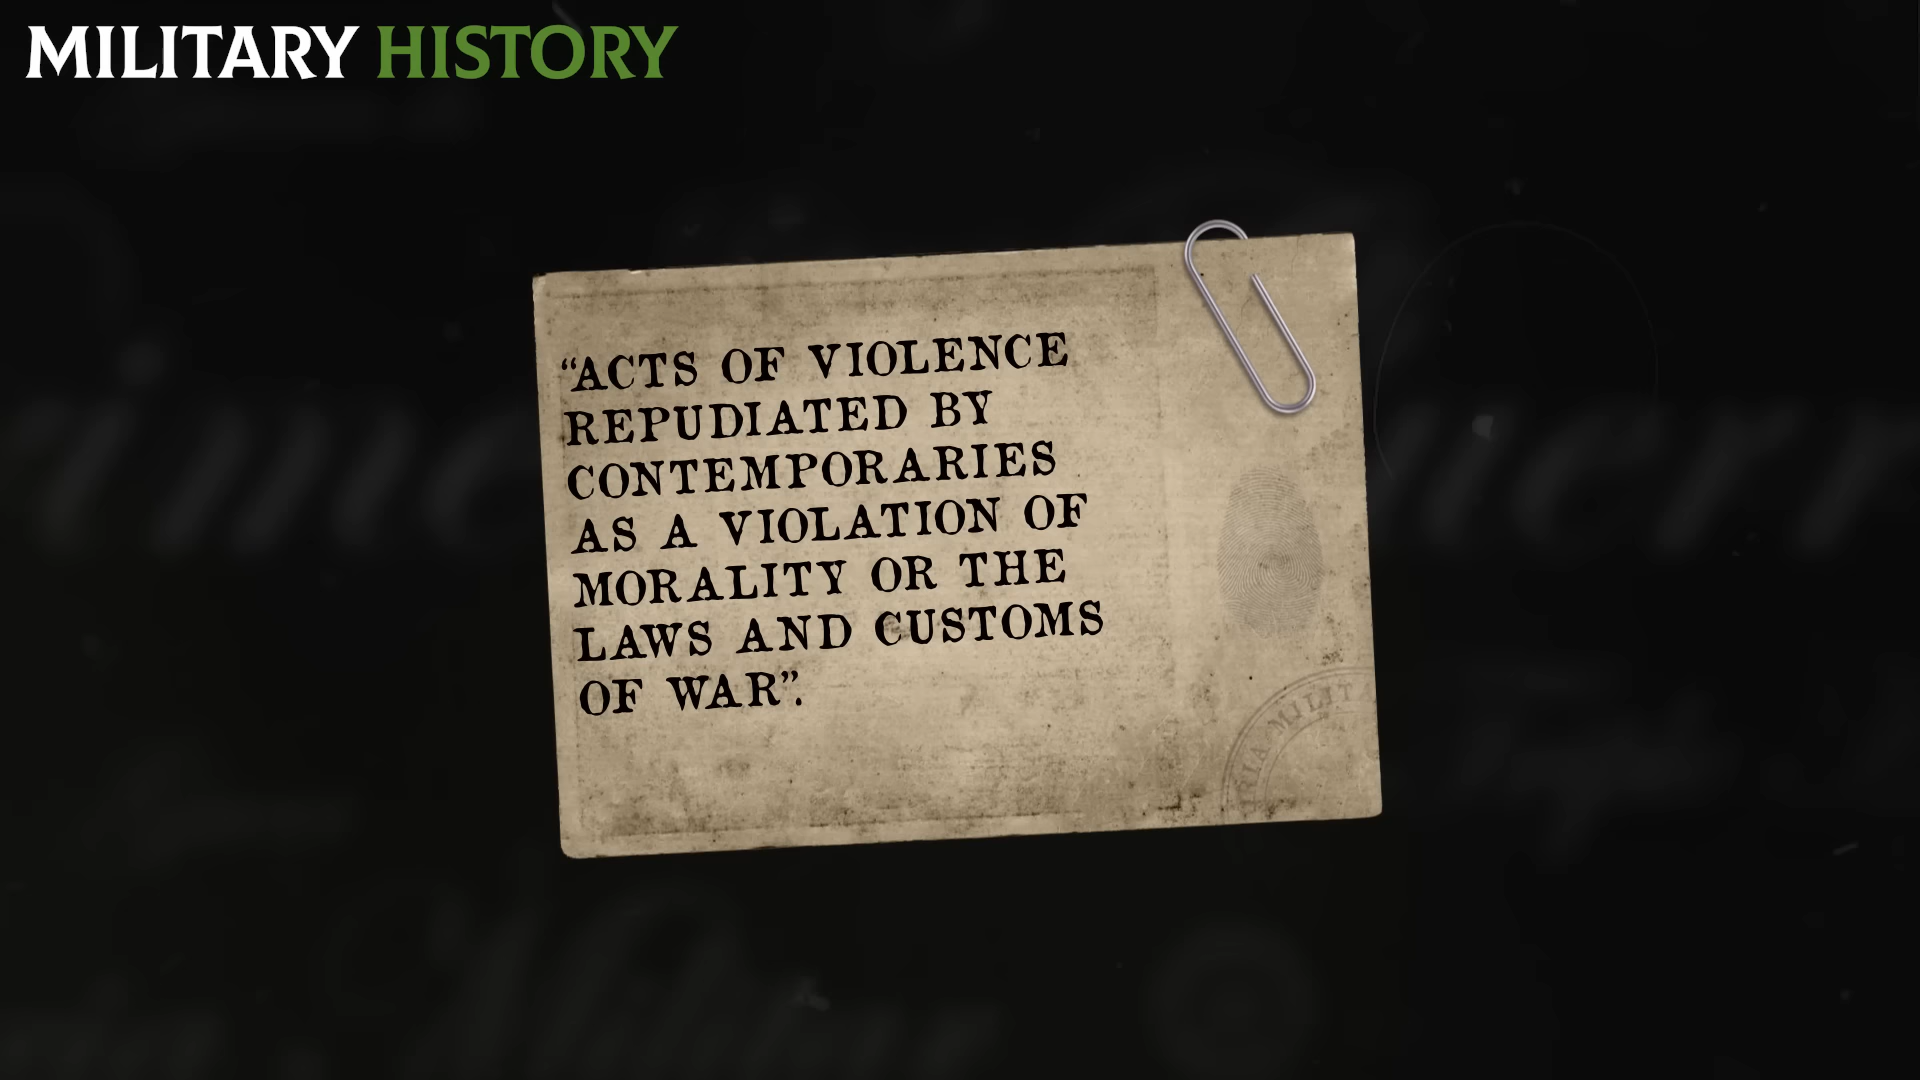 MILITARY HISTORY
“ACTS OF VIOLENCE
REPUDIATED BY
CONTEMPORARIES
AS A VIOLATION OF
MORALITY OR THE
LAWS AND CUSTOMS
OF WAR”.